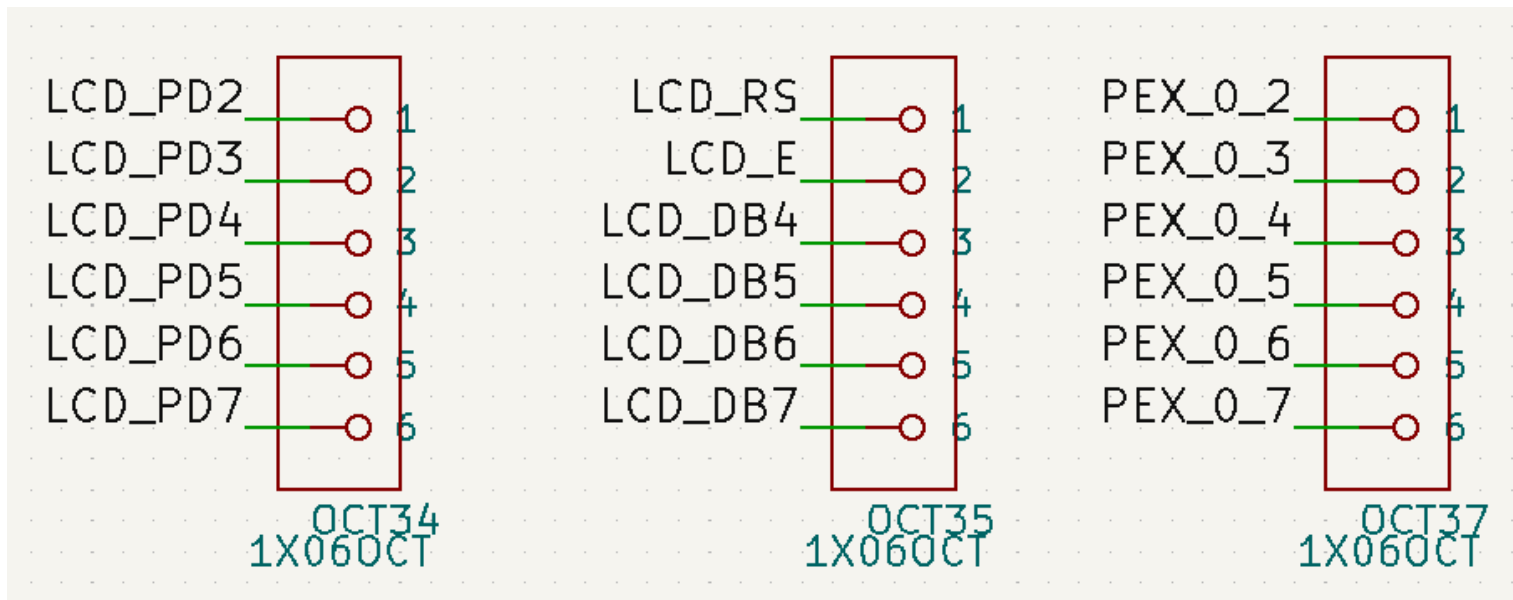 LCD_PD2 1
LCD_PD3 2
LCD_PD4 3
LCD_PD5 4
LCD_PD6 5
LCD_PD7 6
OCT34
1X06OCT
LCD_RS 1
LCD_E 2
LCD_DB4 3
LCD_DB5 4
LCD_DB6 5
LCD_DB7 6
OCT35
1X06OCT
PEX_0_2 1
PEX_0_3 2
PEX_0_4 3
PEX_0_5 4
PEX_0_6 5
PEX_0_7 6
OCT37
1X06OCT